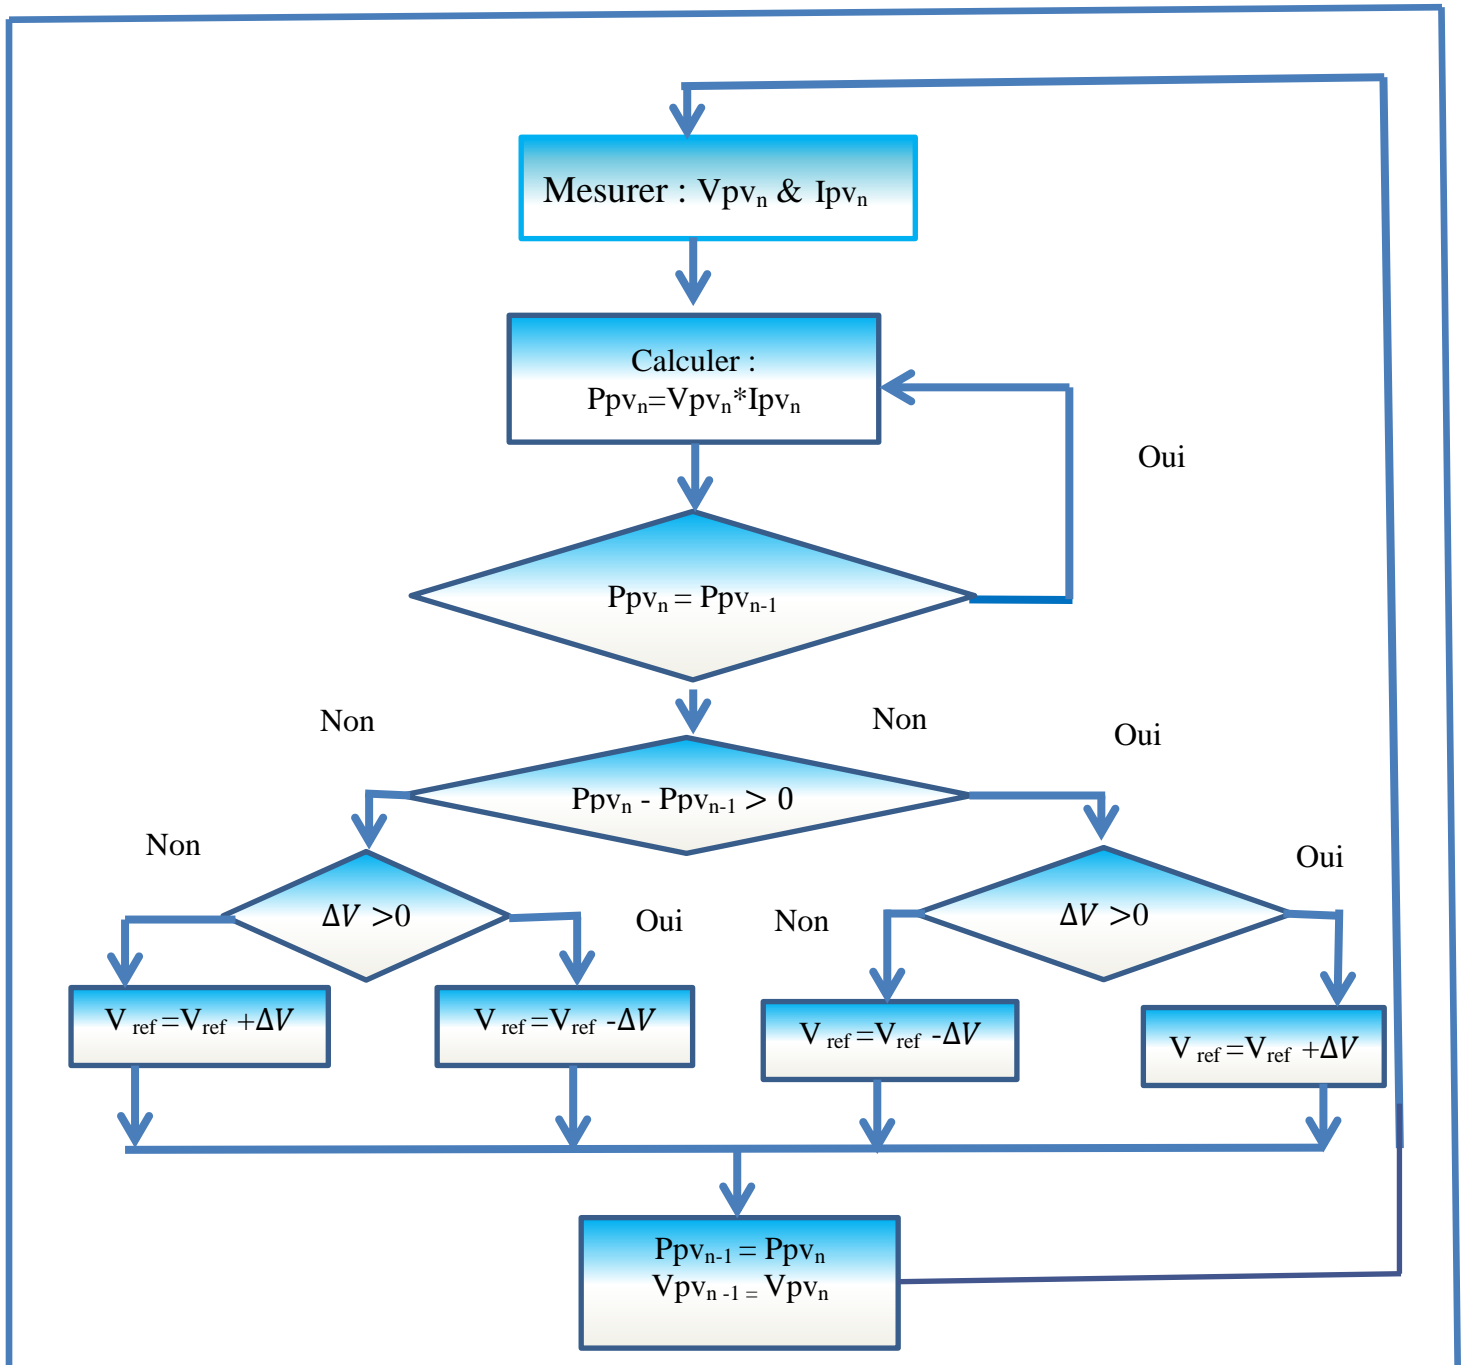 Mesurer : Vpvₙ & Ipvₙ
Calculer :
Ppvₙ=Vpvₙ*Ipvₙ
Oui
Ppvₙ = Ppvₙ₋₁
Non
Non
Oui
Ppvₙ - Ppvₙ₋₁ > 0
Non
Oui
ΔV >0
Oui
Non
ΔV >0
V ref =Vref +ΔV
V ref =Vref -ΔV
V ref =Vref -ΔV
V ref =Vref +ΔV
Ppvₙ₋₁ = Ppvₙ
Vpvₙ ₋₁ ₌ Vpvₙ